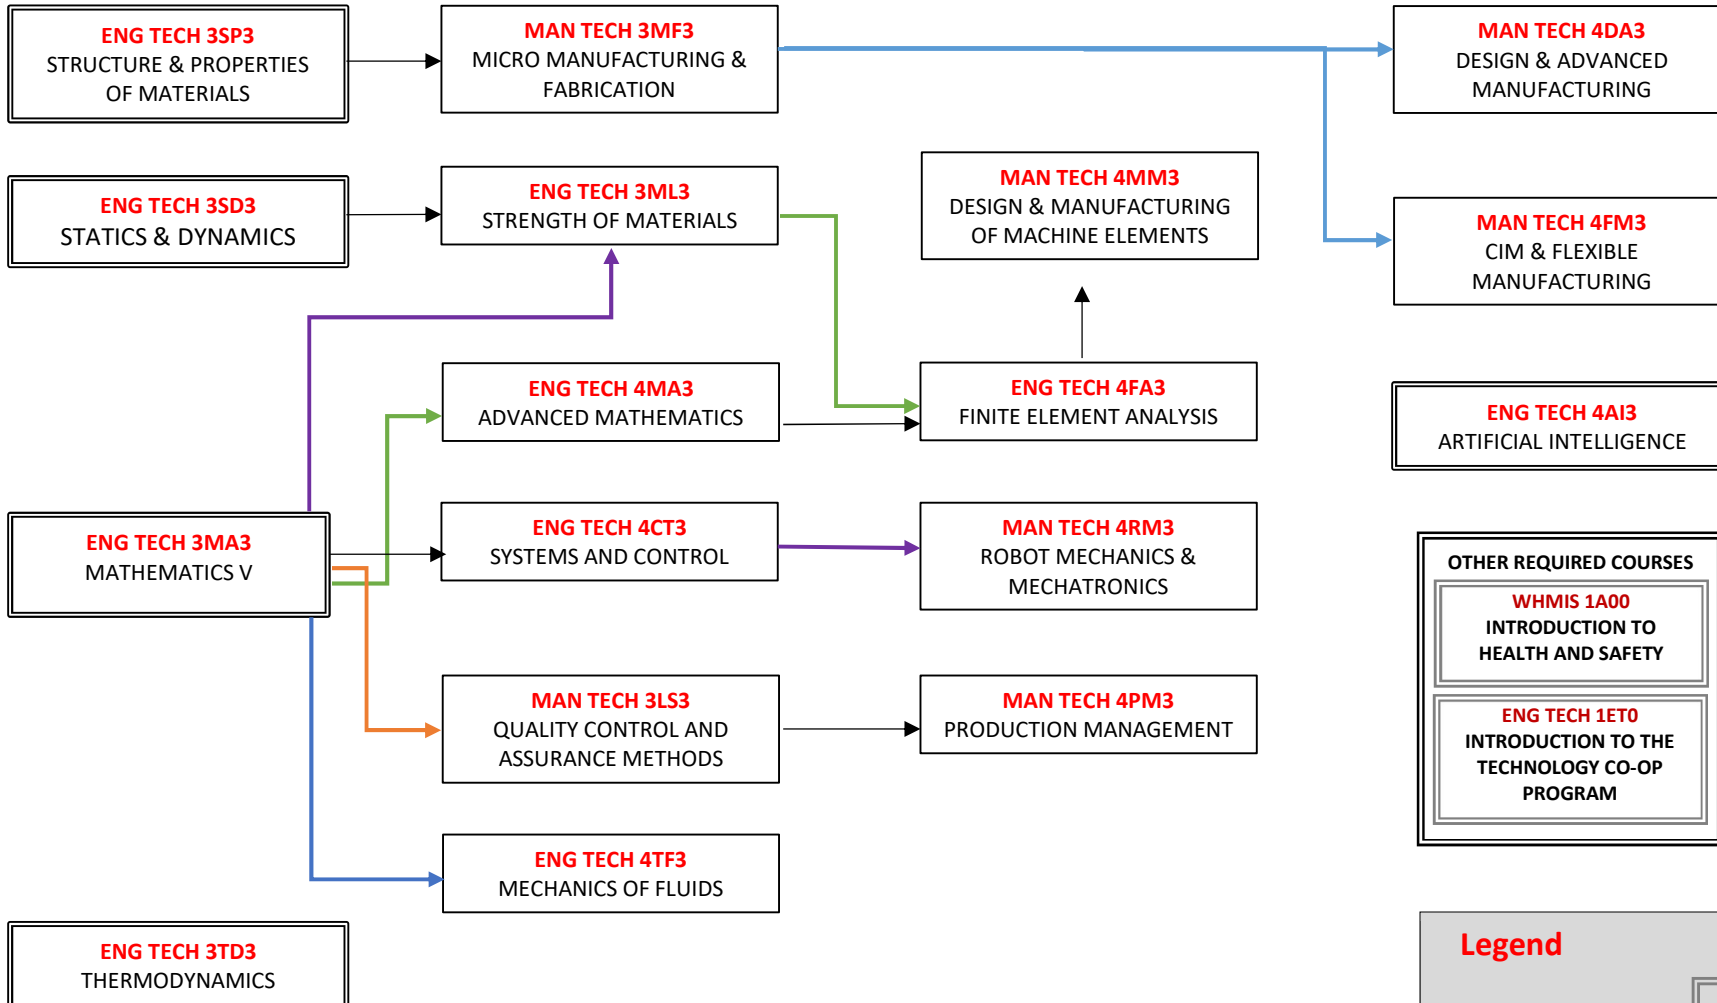 ENG TECH 3SP3
STRUCTURE & PROPERTIES
OF MATERIALS
MAN TECH 3MF3
MICRO MANUFACTURING &
FABRICATION
MAN TECH 4DA3
DESIGN & ADVANCED
MANUFACTURING
ENG TECH 3SD3
STATICS & DYNAMICS
ENG TECH 3ML3
STRENGTH OF MATERIALS
MAN TECH 4MM3
DESIGN & MANUFACTURING
OF MACHINE ELEMENTS
MAN TECH 4FM3
CIM & FLEXIBLE
MANUFACTURING
ENG TECH 4MA3
ADVANCED MATHEMATICS
ENG TECH 4FA3
FINITE ELEMENT ANALYSIS
ENG TECH 4AI3
ARTIFICIAL INTELLIGENCE
ENG TECH 3MA3
MATHEMATICS V
ENG TECH 4CT3
SYSTEMS AND CONTROL
MAN TECH 4RM3
ROBOT MECHANICS &
MECHATRONICS
OTHER REQUIRED COURSES
WHMIS 1A00
INTRODUCTION TO
HEALTH AND SAFETY
ENG TECH 1ET0
INTRODUCTION TO THE
TECHNOLOGY CO-OP
PROGRAM
MAN TECH 3LS3
QUALITY CONTROL AND
ASSURANCE METHODS
MAN TECH 4PM3
PRODUCTION MANAGEMENT
ENG TECH 4TF3
MECHANICS OF FLUIDS
ENG TECH 3TD3
THERMODYNAMICS
Legend